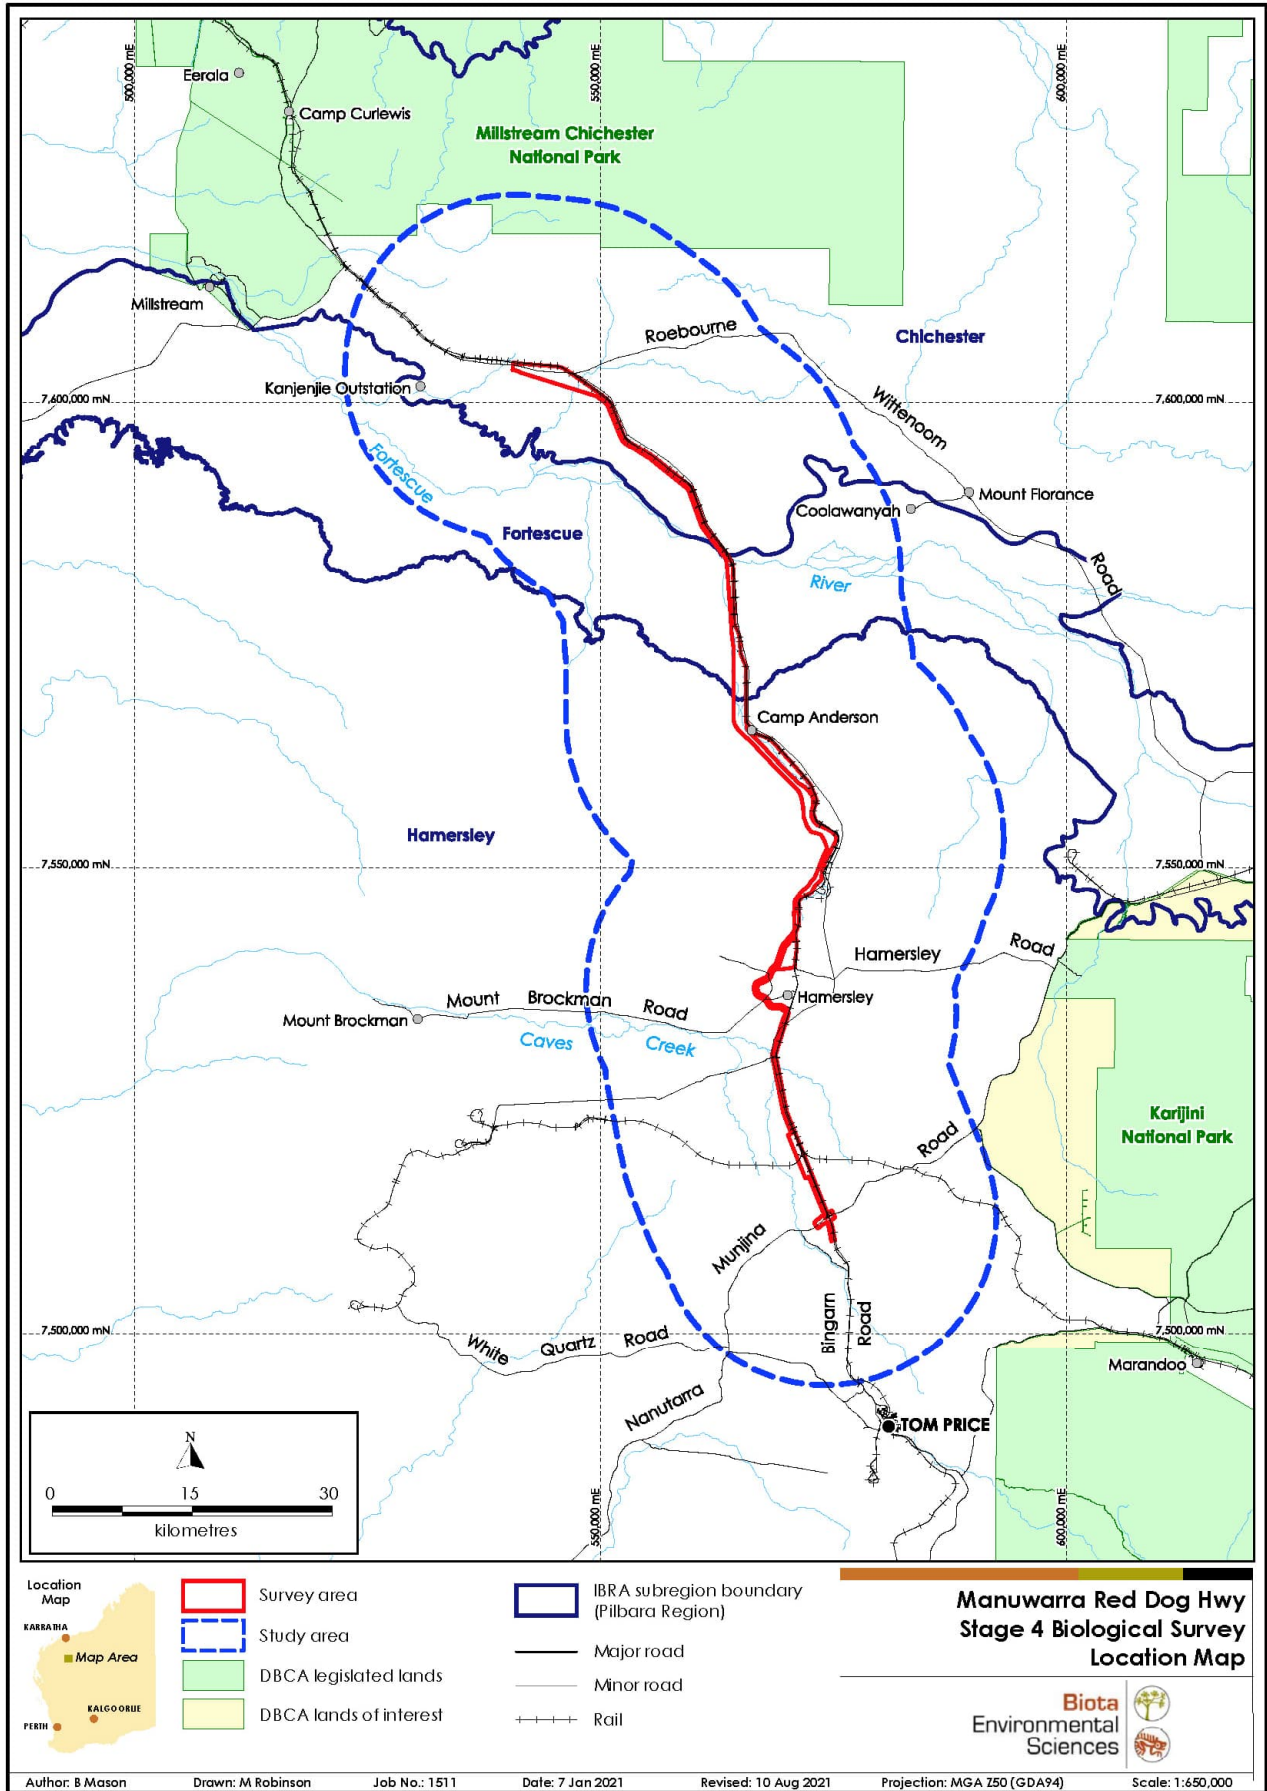 500,000 mE
550,000 mE
600,000 mE
Eerala
Camp Curlewis
Millstream Chichester
National Park
Millstream
Roebourne
Chichester
Kanjenjie Outstation
7,600,000 mN
7,600,000 mN
Wittenoom
Fortescue
Mount Florance
Coolawanyah
Fortescue
River
Road
Camp Anderson
Hamersley
7,550,000 mN
7,550,000 mN
Hamersley
Road
Hamersley
Mount Brockman Road
Mount Brockman
Caves Creek
Karijini
National Park
Road
Munjina
Bingarn
Road
7,500,000 mN
7,500,000 mN
White Quartz Road
Marandoo
Nanutarra
TOM PRICE
N
0 15 30
kilometres
550,000 mE
600,000 mE
Location
Map
KARRATHA
Map Area
KALGOORLIE
PERTH
Survey area
Study area
DBCA legislated lands
DBCA lands of interest
IBRA subregion boundary
(Pilbara Region)
Major road
Minor road
Rail
Manuwarra Red Dog Hwy
Stage 4 Biological Survey
Location Map
Biota
Environmental
Sciences
Author: B Mason Drawn: M Robinson Job No.: 1511 Date: 7 Jan 2021 Revised: 10 Aug 2021 Projection: MGA Z50 (GDA94) Scale: 1:650,000